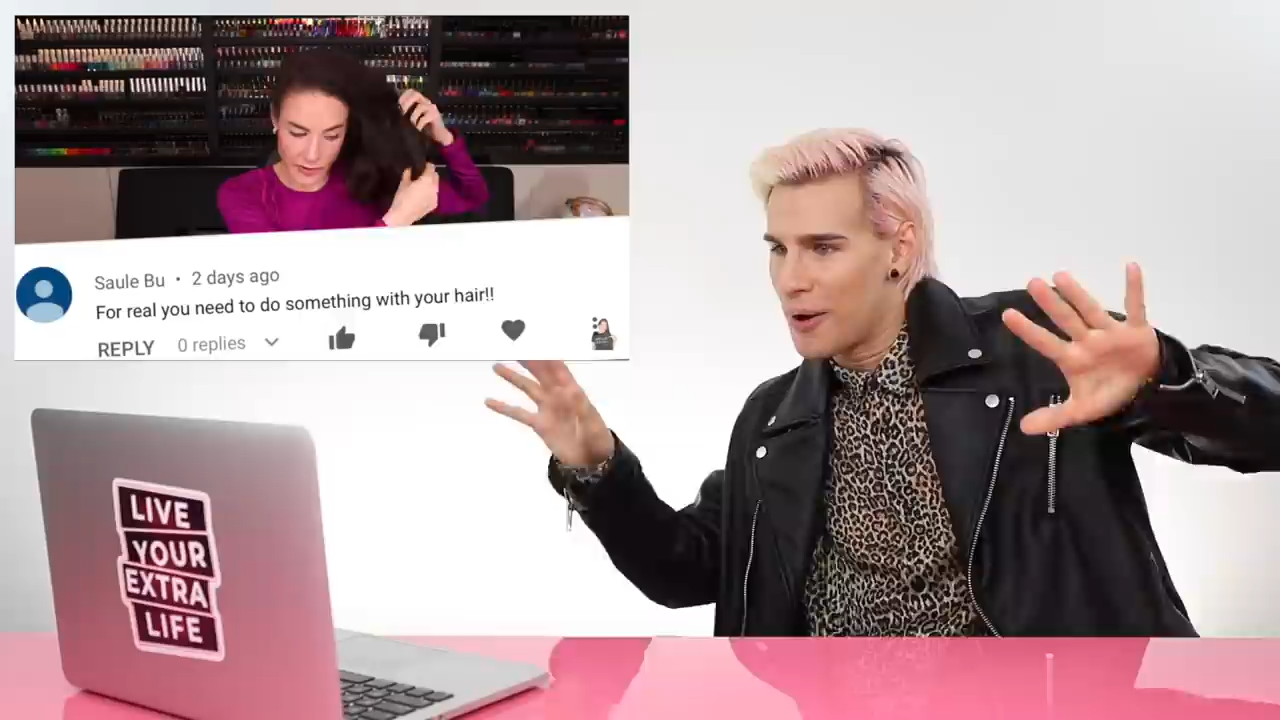 Saule Bu • 2 days ago
For real you need to do something with your hair!!
REPLY 0 replies
LIVE
YOUR
EXTRA
LIFE